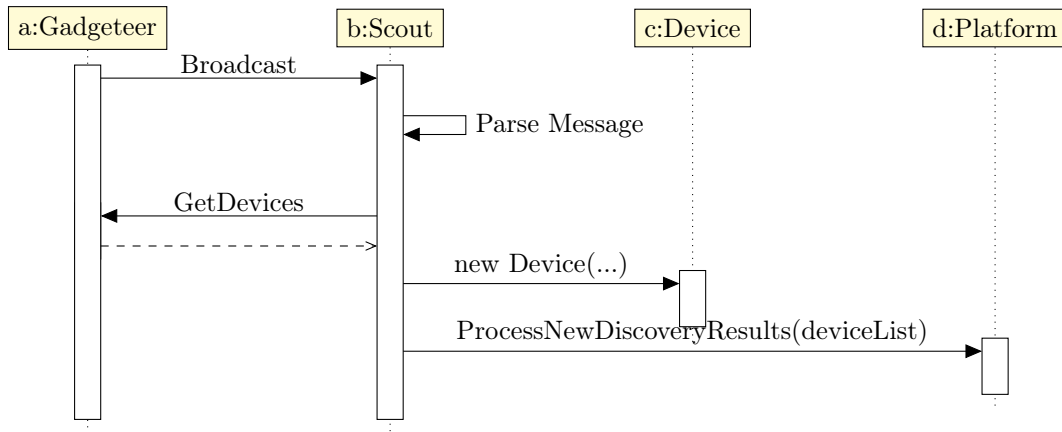 a:Gadgeteer
b:Scout
c:Device
d:Platform
Broadcast
Parse Message
GetDevices
new Device(...)
ProcessNewDiscoveryResults(deviceList)